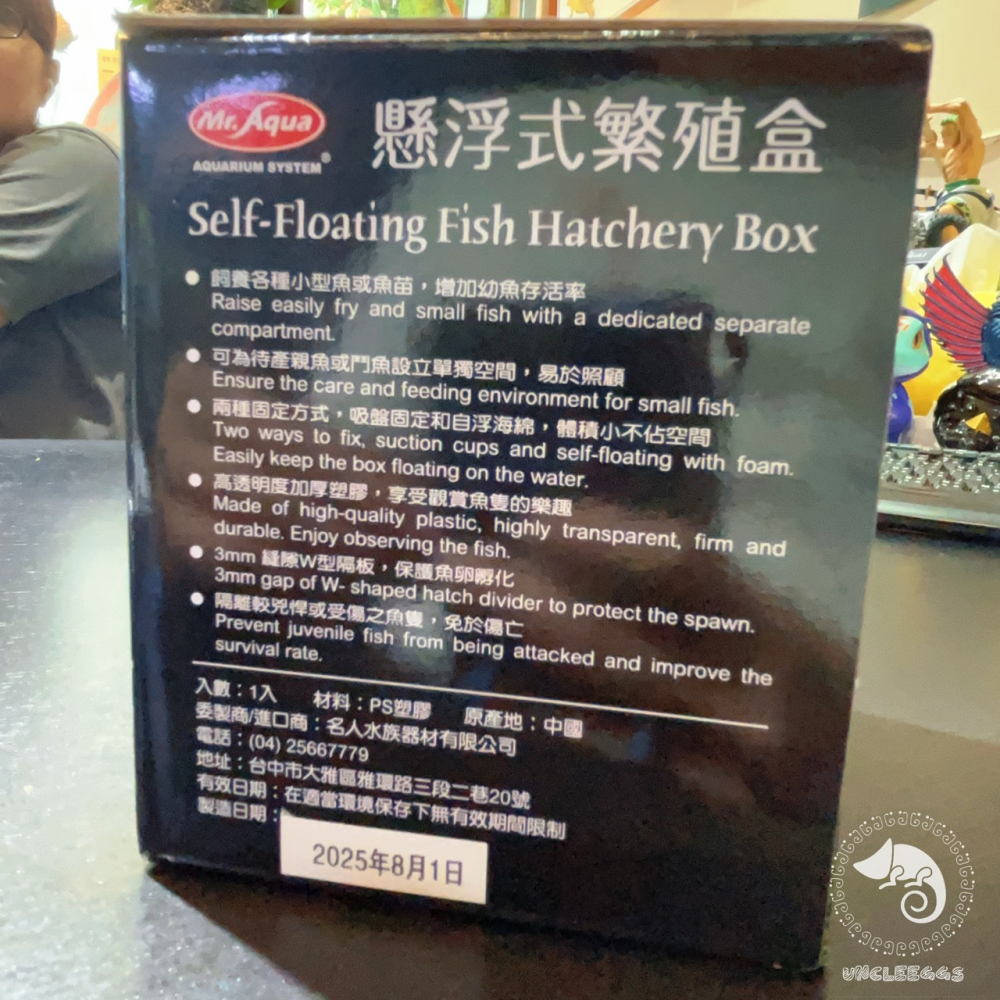 Mr. Aqua
AQUARIUM SYSTEM®
懸浮式繁殖盒
Self-Floating Fish Hatchery Box
● 飼養各種小型魚或魚苗，增加幼魚存活率
Raise easily fry and small fish with a dedicated separate
compartment.
● 可為待產親魚或鬥魚設立單獨空間，易於照顧
Ensure the care and feeding environment for small fish.
● 兩種固定方式，吸盤固定和自浮海綿，體積小不佔空間
Two ways to fix, suction cups and self-floating with foam.
Easily keep the box floating on the water.
● 高透明度加厚塑膠，享受觀賞魚隻的樂趣
Made of high-quality plastic, highly transparent, firm and
durable. Enjoy observing the fish.
● 3mm 縫隙W型隔板，保護魚卵孵化
3mm gap of W- shaped hatch divider to protect the spawn.
● 隔離較兇悍或受傷之魚隻，免於傷亡
Prevent juvenile fish from being attacked and improve the
survival rate.
入數：1入 材料：PS塑膠 原產地：中國
委製商/進口商：名人水族器材有限公司
電話：(04) 25667779
地址：台中市大雅區雅環路三段二巷20號
有效日期：在適當環境保存下無有效期間限制
製造日期：
2025年8月1日
UNCLEEGGS